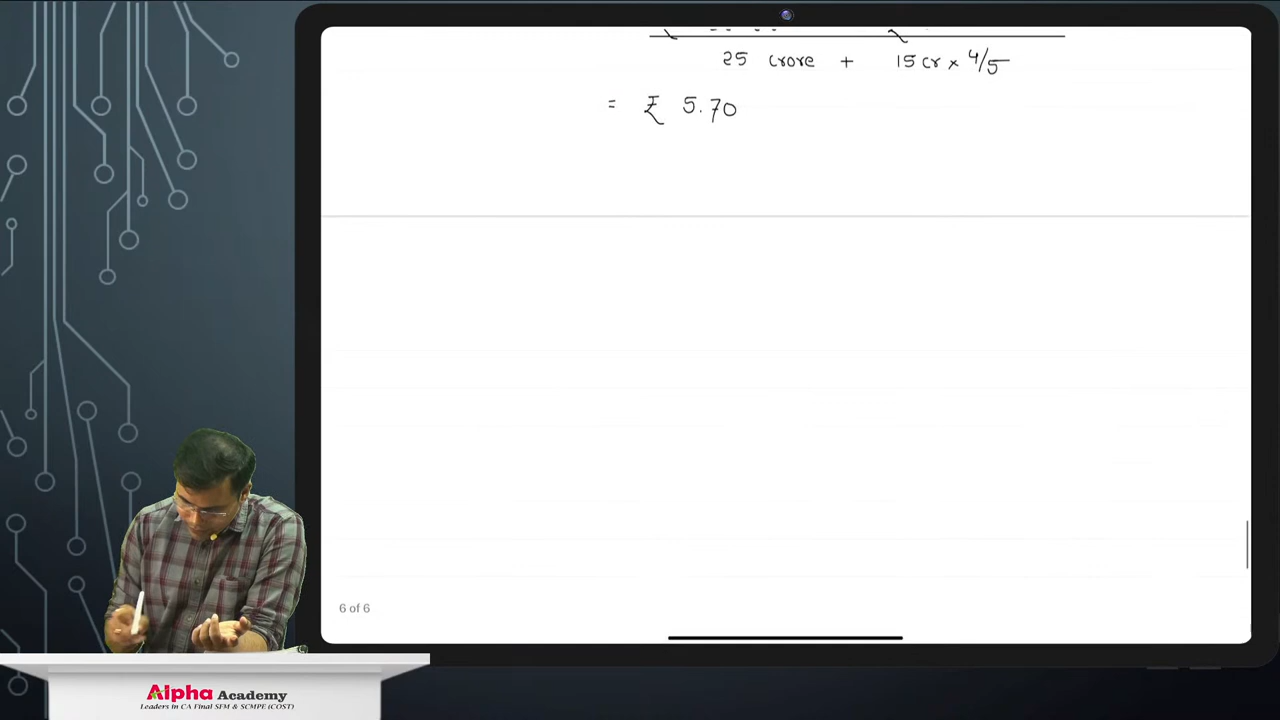 25 crore + 15 cr × 4/5
= ₹ 5.70
6 of 6
Alpha Academy
Leaders in CA Final SFM & SCMPE (COST)